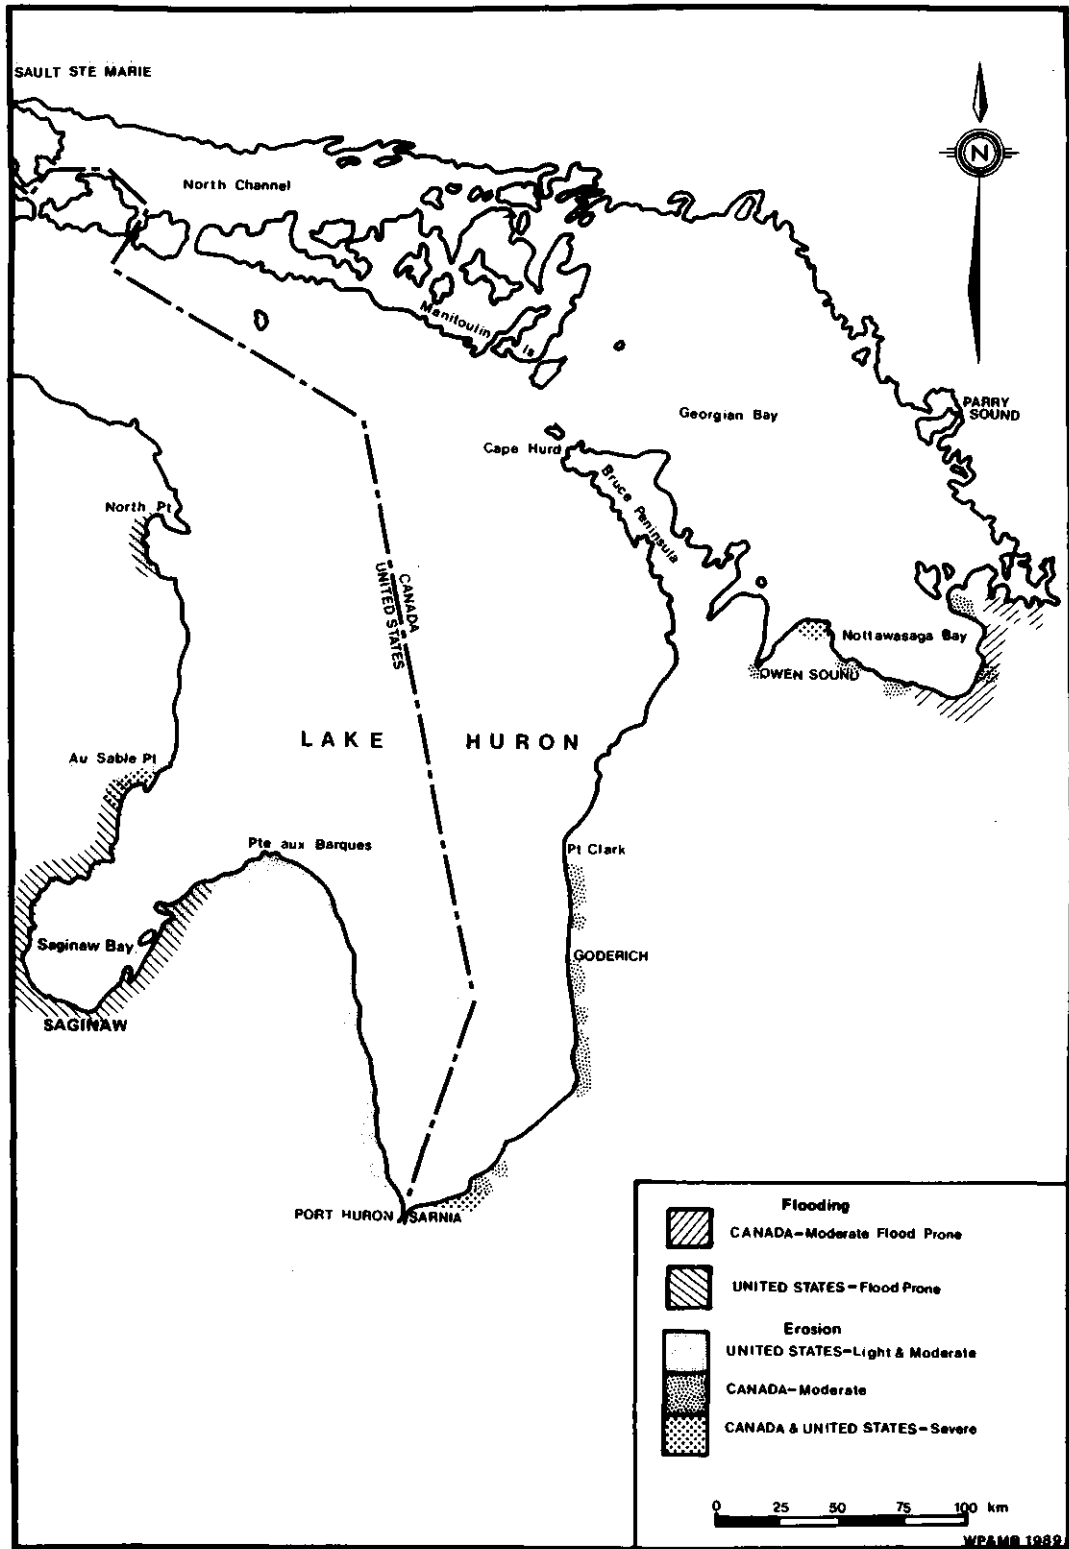 SAULT STE MARIE
N
North Channel
Manitoulin Is
PARRY
SOUND
Georgian Bay
Cape Hurd
Bruce Peninsula
North Pt
CANADA
UNITED STATES
Nottawasaga Bay
OWEN SOUND
LAKE HURON
Au Sable Pt
Pte aux Barques
Pt Clark
Saginaw Bay
GODERICH
SAGINAW
PORT HURON SARNIA
Flooding
CANADA-Moderate Flood Prone
UNITED STATES-Flood Prone
Erosion
UNITED STATES-Light & Moderate
CANADA-Moderate
CANADA & UNITED STATES-Severe
0 25 50 75 100 km
WP&MB 1989